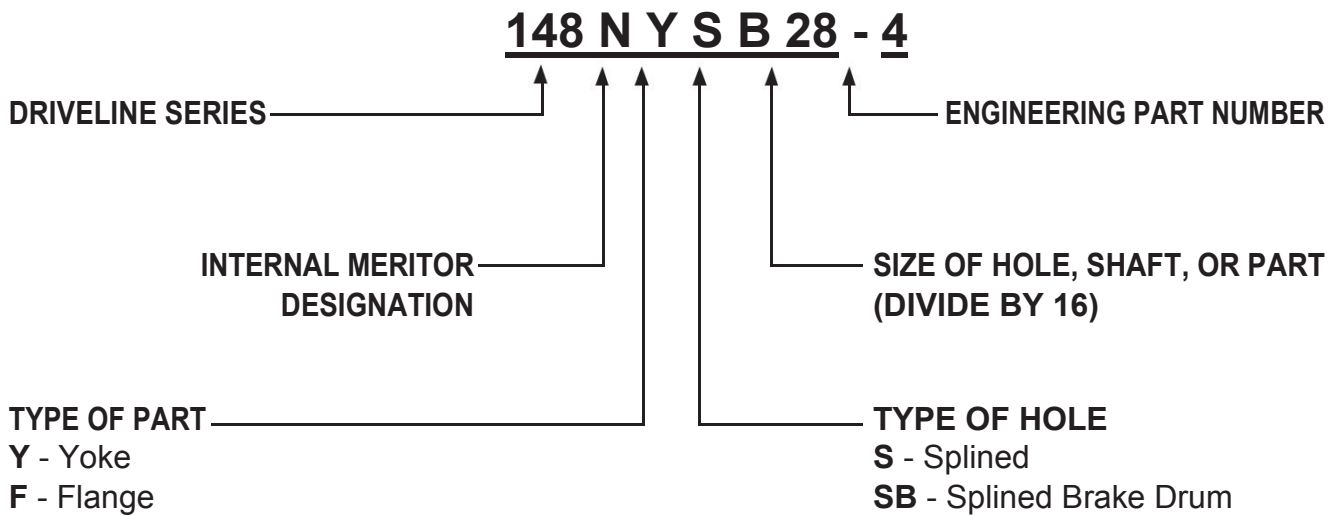 148 N Y S B 28 - 4
DRIVELINE SERIES
ENGINEERING PART NUMBER
INTERNAL MERITOR
DESIGNATION
SIZE OF HOLE, SHAFT, OR PART
(DIVIDE BY 16)
TYPE OF PART
Y - Yoke
F - Flange
TYPE OF HOLE
S - Splined
SB - Splined Brake Drum